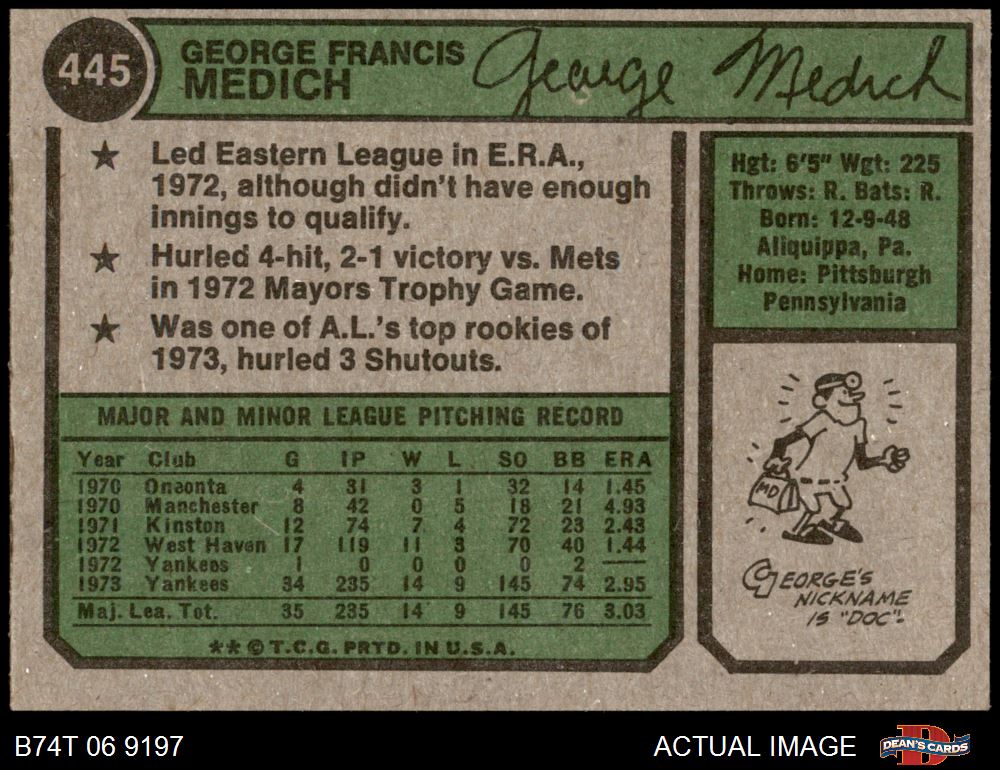 445
GEORGE FRANCIS
MEDICH
George Medich
★ Led Eastern League in E.R.A.,
1972, although didn't have enough
innings to qualify.
★ Hurled 4-hit, 2-1 victory vs. Mets
in 1972 Mayors Trophy Game.
★ Was one of A.L.'s top rookies of
1973, hurled 3 Shutouts.
Hgt: 6'5" Wgt: 225
Throws: R. Bats: R.
Born: 12-9-48
Aliquippa, Pa.
Home: Pittsburgh
Pennsylvania
MAJOR AND MINOR LEAGUE PITCHING RECORD
Year Club G IP W L SO BB ERA
1970 Oneonta 4 31 3 1 32 14 1.45
1970 Manchester 8 42 0 5 18 21 4.93
1971 Kinston 12 74 7 4 72 23 2.43
1972 West Haven 17 119 11 3 70 40 1.44
1972 Yankees 1 0 0 0 0 2 —
1973 Yankees 34 235 14 9 145 74 2.95
Maj. Lea. Tot. 35 235 14 9 145 76 3.03
**© T.C.G. PRTD. IN U.S.A.
MD
GEORGE'S
NICKNAME
IS "DOC".
B74T 06 9197
ACTUAL IMAGE
D
DEAN'S CARDS